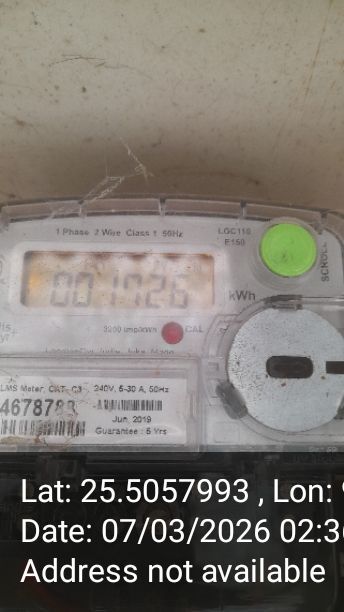 1 Phase 2 Wire Class 1 50Hz
LGC110
E150
SCROLL
001726
kWh
3200 imp/kWh
CAL
LMS Meter, CAT- C3
240V, 5-30 A, 50Hz
Jun, 2019
Guarantee : 5 Yrs
Lat: 25.5057993 , Lon:
Date: 07/03/2026 02:3
Address not available